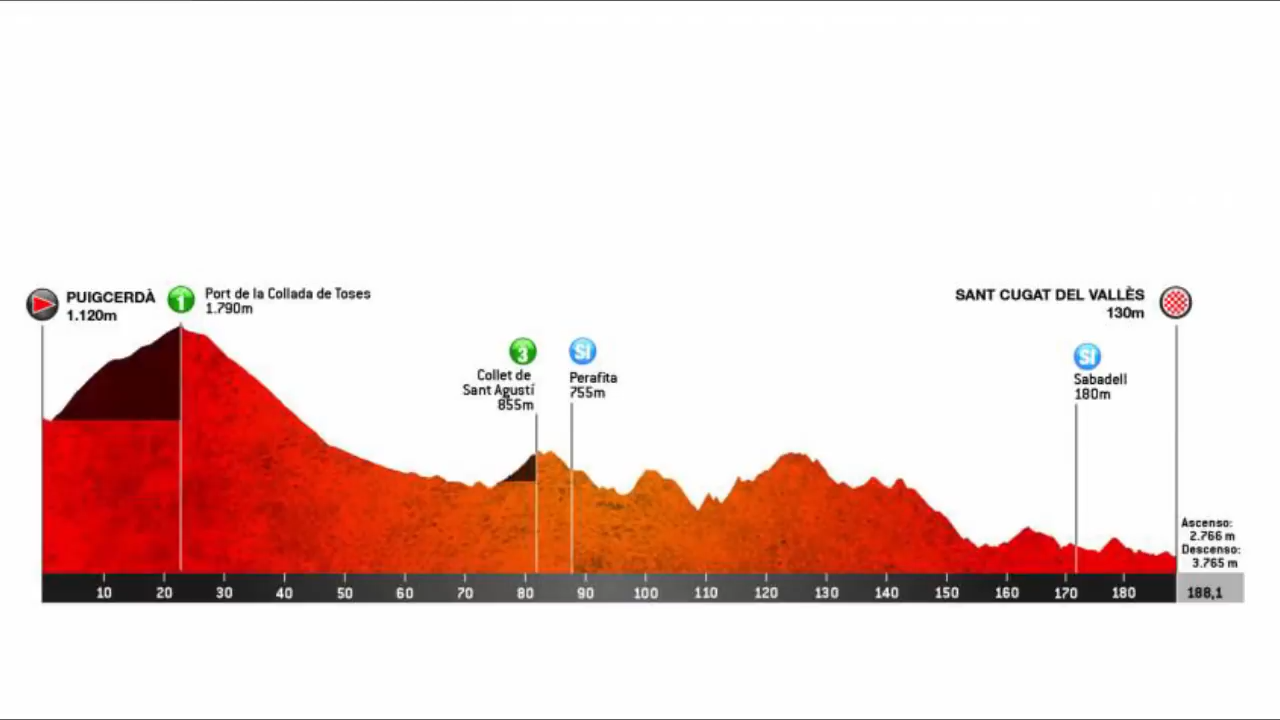 PUIGCERDÀ
1.120m
1
Port de la Collada de Toses
1.790m
SANT CUGAT DEL VALLÈS
130m
3
Collet de
Sant Agustí
855m
SI
Perafita
755m
SI
Sabadell
180m
Ascenso:
2.766 m
Descenso:
3.765 m
10 20 30 40 50 60 70 80 90 100 110 120 130 140 150 160 170 180 188,1